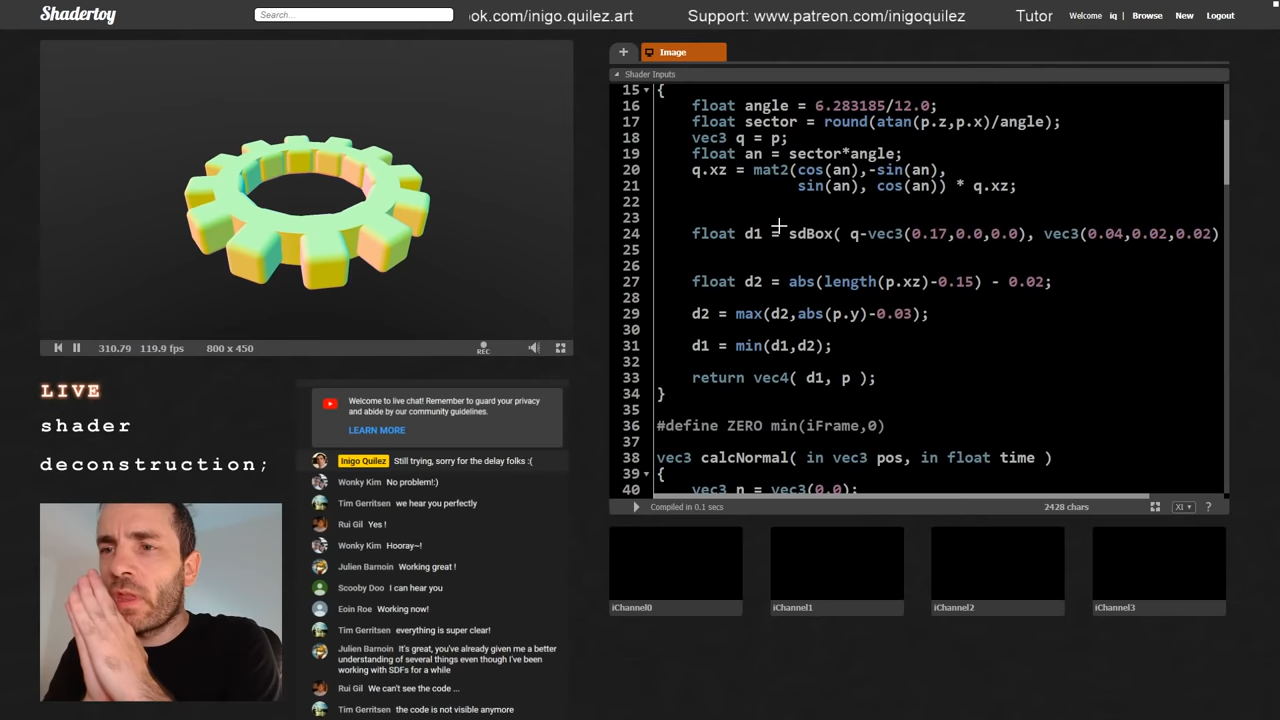 Shadertoy
Search...
ok.com/inigo.quilez.art
Support: www.patreon.com/inigoquilez
Tutor
Welcome iq | Browse New Logout
+ Image
Shader Inputs
15 {
16 float angle = 6.283185/12.0;
17 float sector = round(atan(p.z,p.x)/angle);
18 vec3 q = p;
19 float an = sector*angle;
20 q.xz = mat2(cos(an),-sin(an),
21 sin(an), cos(an)) * q.xz;
22
23
24 float d1 = sdBox( q-vec3(0.17,0.0,0.0), vec3(0.04,0.02,0.02)
25
26
27 float d2 = abs(length(p.xz)-0.15) - 0.02;
28
29 d2 = max(d2,abs(p.y)-0.03);
30
31 d1 = min(d1,d2);
32
33 return vec4( d1, p );
34 }
35
36 #define ZERO min(iFrame,0)
37
38 vec3 calcNormal( in vec3 pos, in float time )
39 {
40 vec3 n = vec3(0.0);
310.79 119.9 fps 800 x 450
REC
Compiled in 0.1 secs
2428 chars
XI ▾ ?
LIVE
shader
deconstruction;
Welcome to live chat! Remember to guard your privacy
and abide by our community guidelines.
LEARN MORE
Inigo Quilez Still trying, sorry for the delay folks :(
Wonky Kim No problem!:)
Tim Gerritsen we hear you perfectly
Rui Gil Yes !
Wonky Kim Hooray~!
Julien Barnoin Working great !
Scooby Doo I can hear you
Eoin Roe Working now!
Tim Gerritsen everything is super clear!
Julien Barnoin It's great, you've already given me a better
understanding of several things even though I've been
working with SDFs for a while
Rui Gil We can't see the code ...
Tim Gerritsen the code is not visible anymore
iChannel0
iChannel1
iChannel2
iChannel3